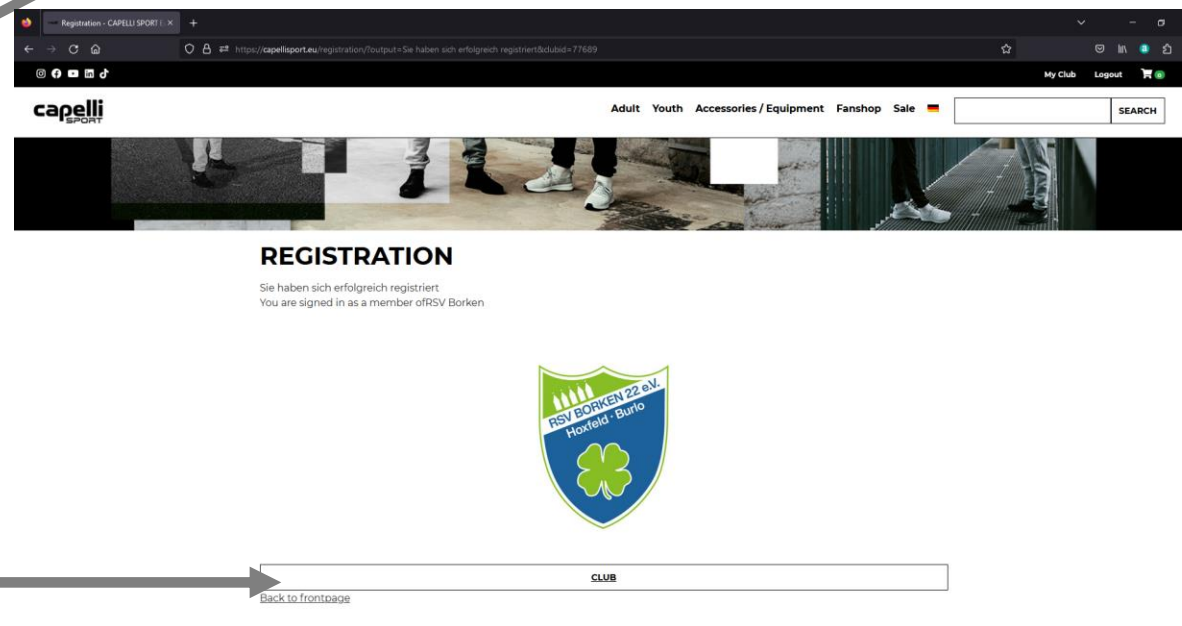 Registration - CAPELLI SPORT |
https://capellisport.eu/registration/?output=Sie haben sich erfolgreich registriert&clubid=77689
My Club Logout 0
capelli
SPORT
Adult Youth Accessories / Equipment Fanshop Sale SEARCH
REGISTRATION
Sie haben sich erfolgreich registriert
You are signed in as a member ofRSV Borken
RSV BORKEN 22 e.V.
Hoxfeld · Burlo
CLUB
Back to frontpage